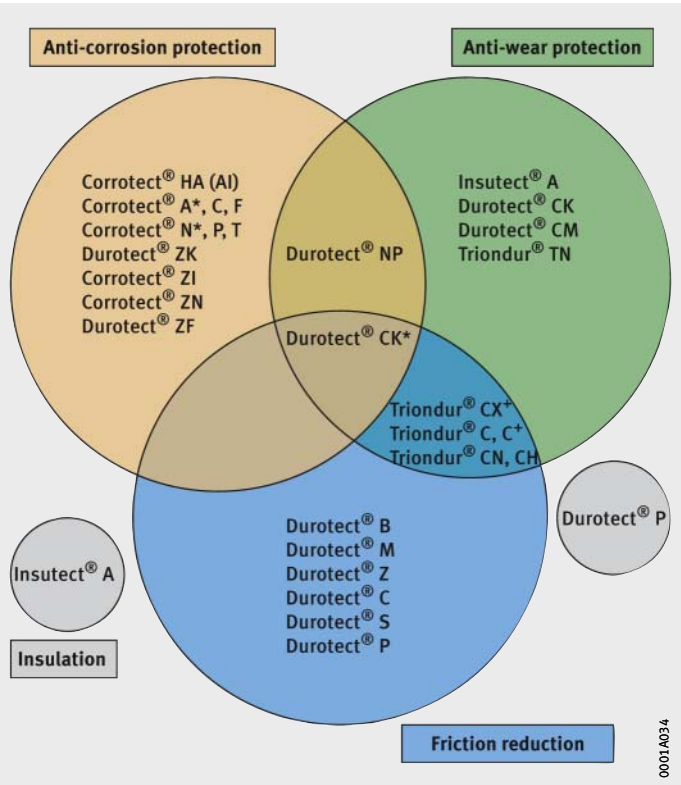 Anti-corrosion protection
Anti-wear protection
Corrotect® HA (AI)
Corrotect® A*, C, F
Corrotect® N*, P, T
Durotect® ZK
Corrotect® ZI
Corrotect® ZN
Durotect® ZF
Durotect® NP
Insutect® A
Durotect® CK
Durotect® CM
Triondur® TN
Durotect® CK*
Triondur® CX⁺
Triondur® C, C⁺
Triondur® CN, CH
Durotect® B
Durotect® M
Durotect® Z
Durotect® C
Durotect® S
Durotect® P
Durotect® P
Insutect® A
Insulation
Friction reduction
0001A034